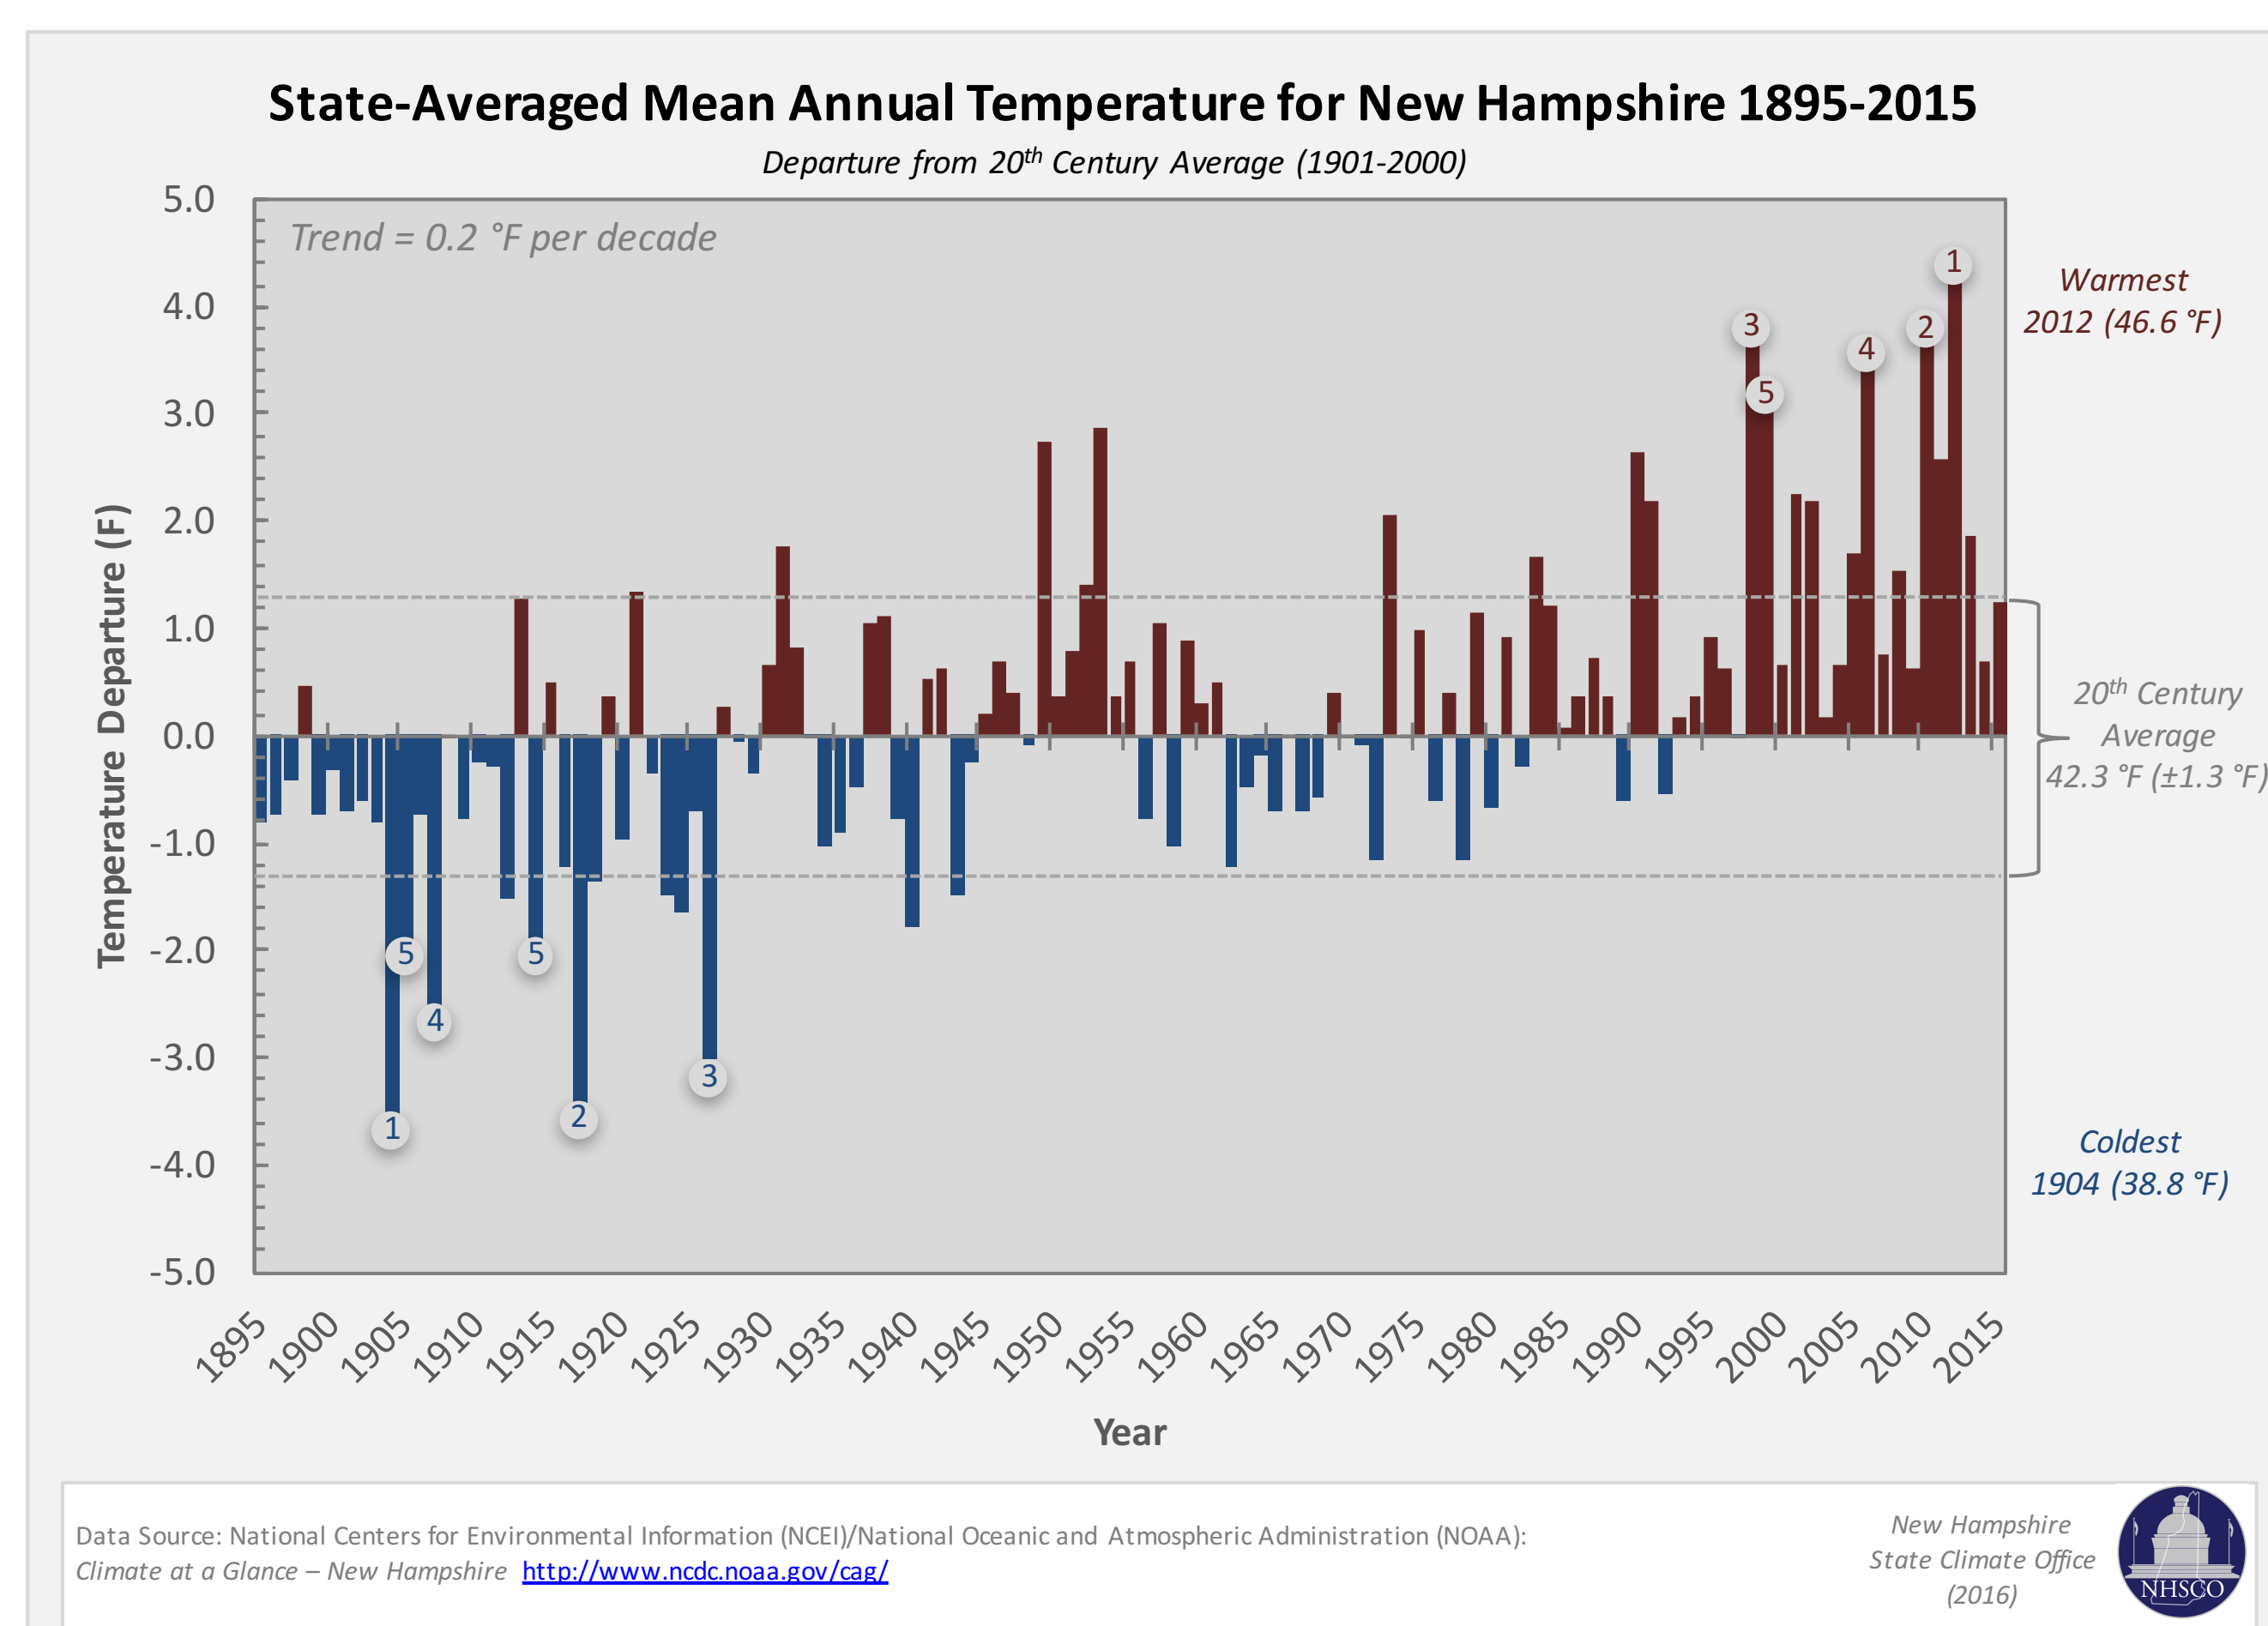 State-Averaged Mean Annual Temperature for New Hampshire 1895-2015
Departure from 20th Century Average (1901-2000)
Trend = 0.2 °F per decade
Temperature Departure (F)
5.0
4.0
3.0
2.0
1.0
0.0
-1.0
-2.0
-3.0
-4.0
-5.0
1
2
3
4
5
5
5
4
3
2
1
Warmest
2012 (46.6 °F)
20th Century
Average
42.3 °F (±1.3 °F)
Coldest
1904 (38.8 °F)
1895
1900
1905
1910
1915
1920
1925
1930
1935
1940
1945
1950
1955
1960
1965
1970
1975
1980
1985
1990
1995
2000
2005
2010
2015
Year
Data Source: National Centers for Environmental Information (NCEI)/National Oceanic and Atmospheric Administration (NOAA):
Climate at a Glance – New Hampshire http://www.ncdc.noaa.gov/cag/
New Hampshire
State Climate Office
(2016)
NHSCO